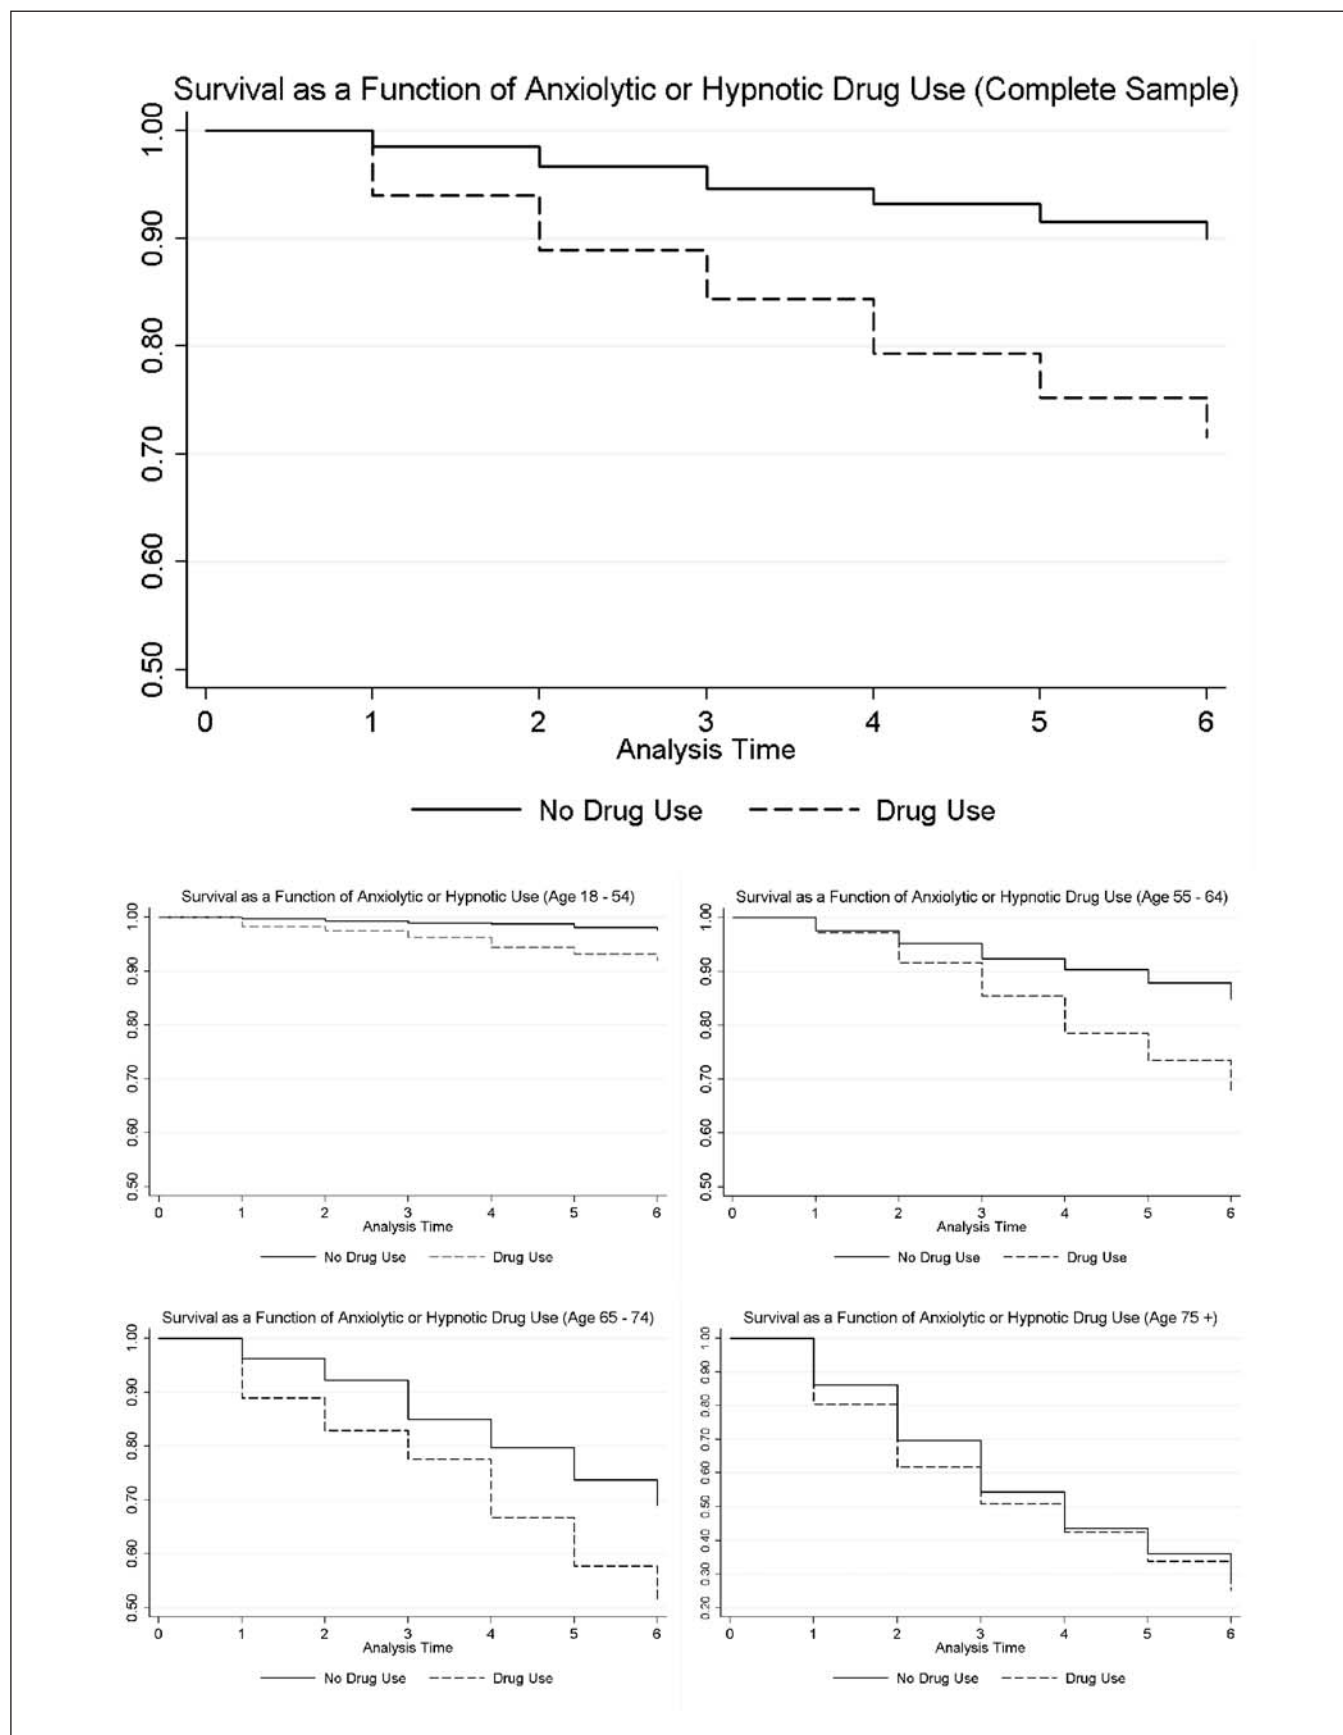 Survival as a Function of Anxiolytic or Hypnotic Drug Use (Complete Sample)
1.00
0.90
0.80
0.70
0.60
0.50
0 1 2 3 4 5 6
Analysis Time
No Drug Use Drug Use
Survival as a Function of Anxiolytic or Hypnotic Use (Age 18 - 54)
1.00
0.90
0.80
0.70
0.60
0.50
0 1 2 3 4 5 6
Analysis Time
No Drug Use Drug Use
Survival as a Function of Anxiolytic or Hypnotic Drug Use (Age 55 - 64)
1.00
0.90
0.80
0.70
0.60
0.50
0 1 2 3 4 5 6
Analysis Time
No Drug Use Drug Use
Survival as a Function of Anxiolytic or Hypnotic Drug Use (Age 65 - 74)
1.00
0.90
0.80
0.70
0.60
0.50
0 1 2 3 4 5 6
Analysis Time
No Drug Use Drug Use
Survival as a Function of Anxiolytic or Hypnotic Drug Use (Age 75 +)
1.00
0.90
0.80
0.70
0.60
0.50
0.40
0.30
0.20
0 1 2 3 4 5 6
Analysis Time
No Drug Use Drug Use